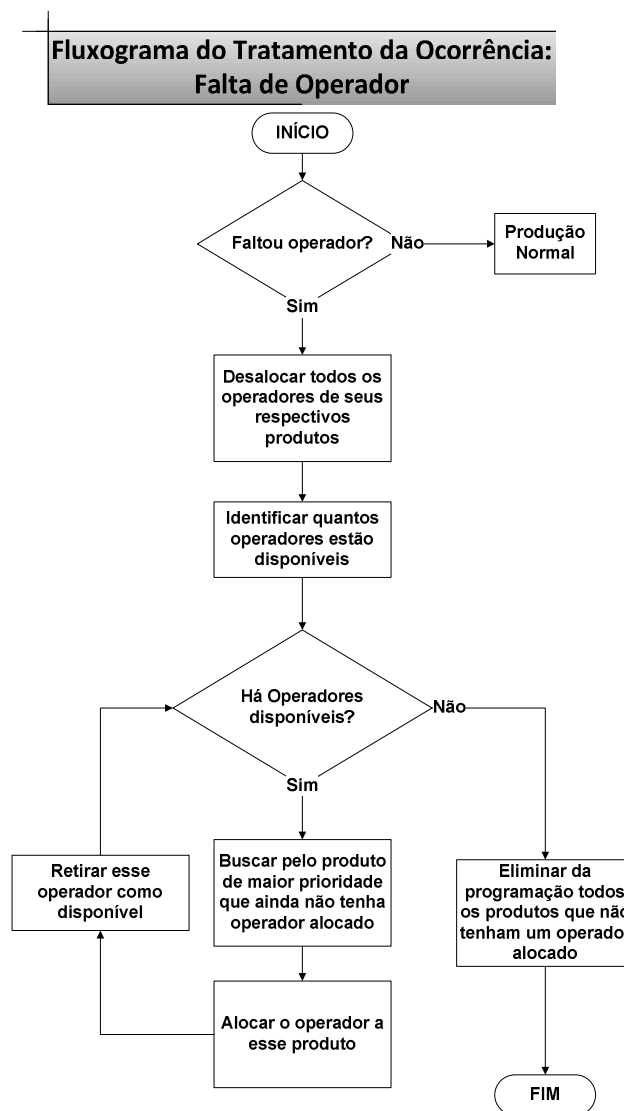 Fluxograma do Tratamento da Ocorrência:
Falta de Operador
INÍCIO
Faltou operador?
Não
Produção
Normal
Sim
Desalocar todos os
operadores de seus
respectivos
produtos
Identificar quantos
operadores estão
disponíveis
Há Operadores
disponíveis?
Não
Sim
Retirar esse
operador como
disponível
Buscar pelo produto
de maior prioridade
que ainda não tenha
operador alocado
Eliminar da
programação todos
os produtos que não
tenham um operador
alocado
Alocar o operador a
esse produto
FIM